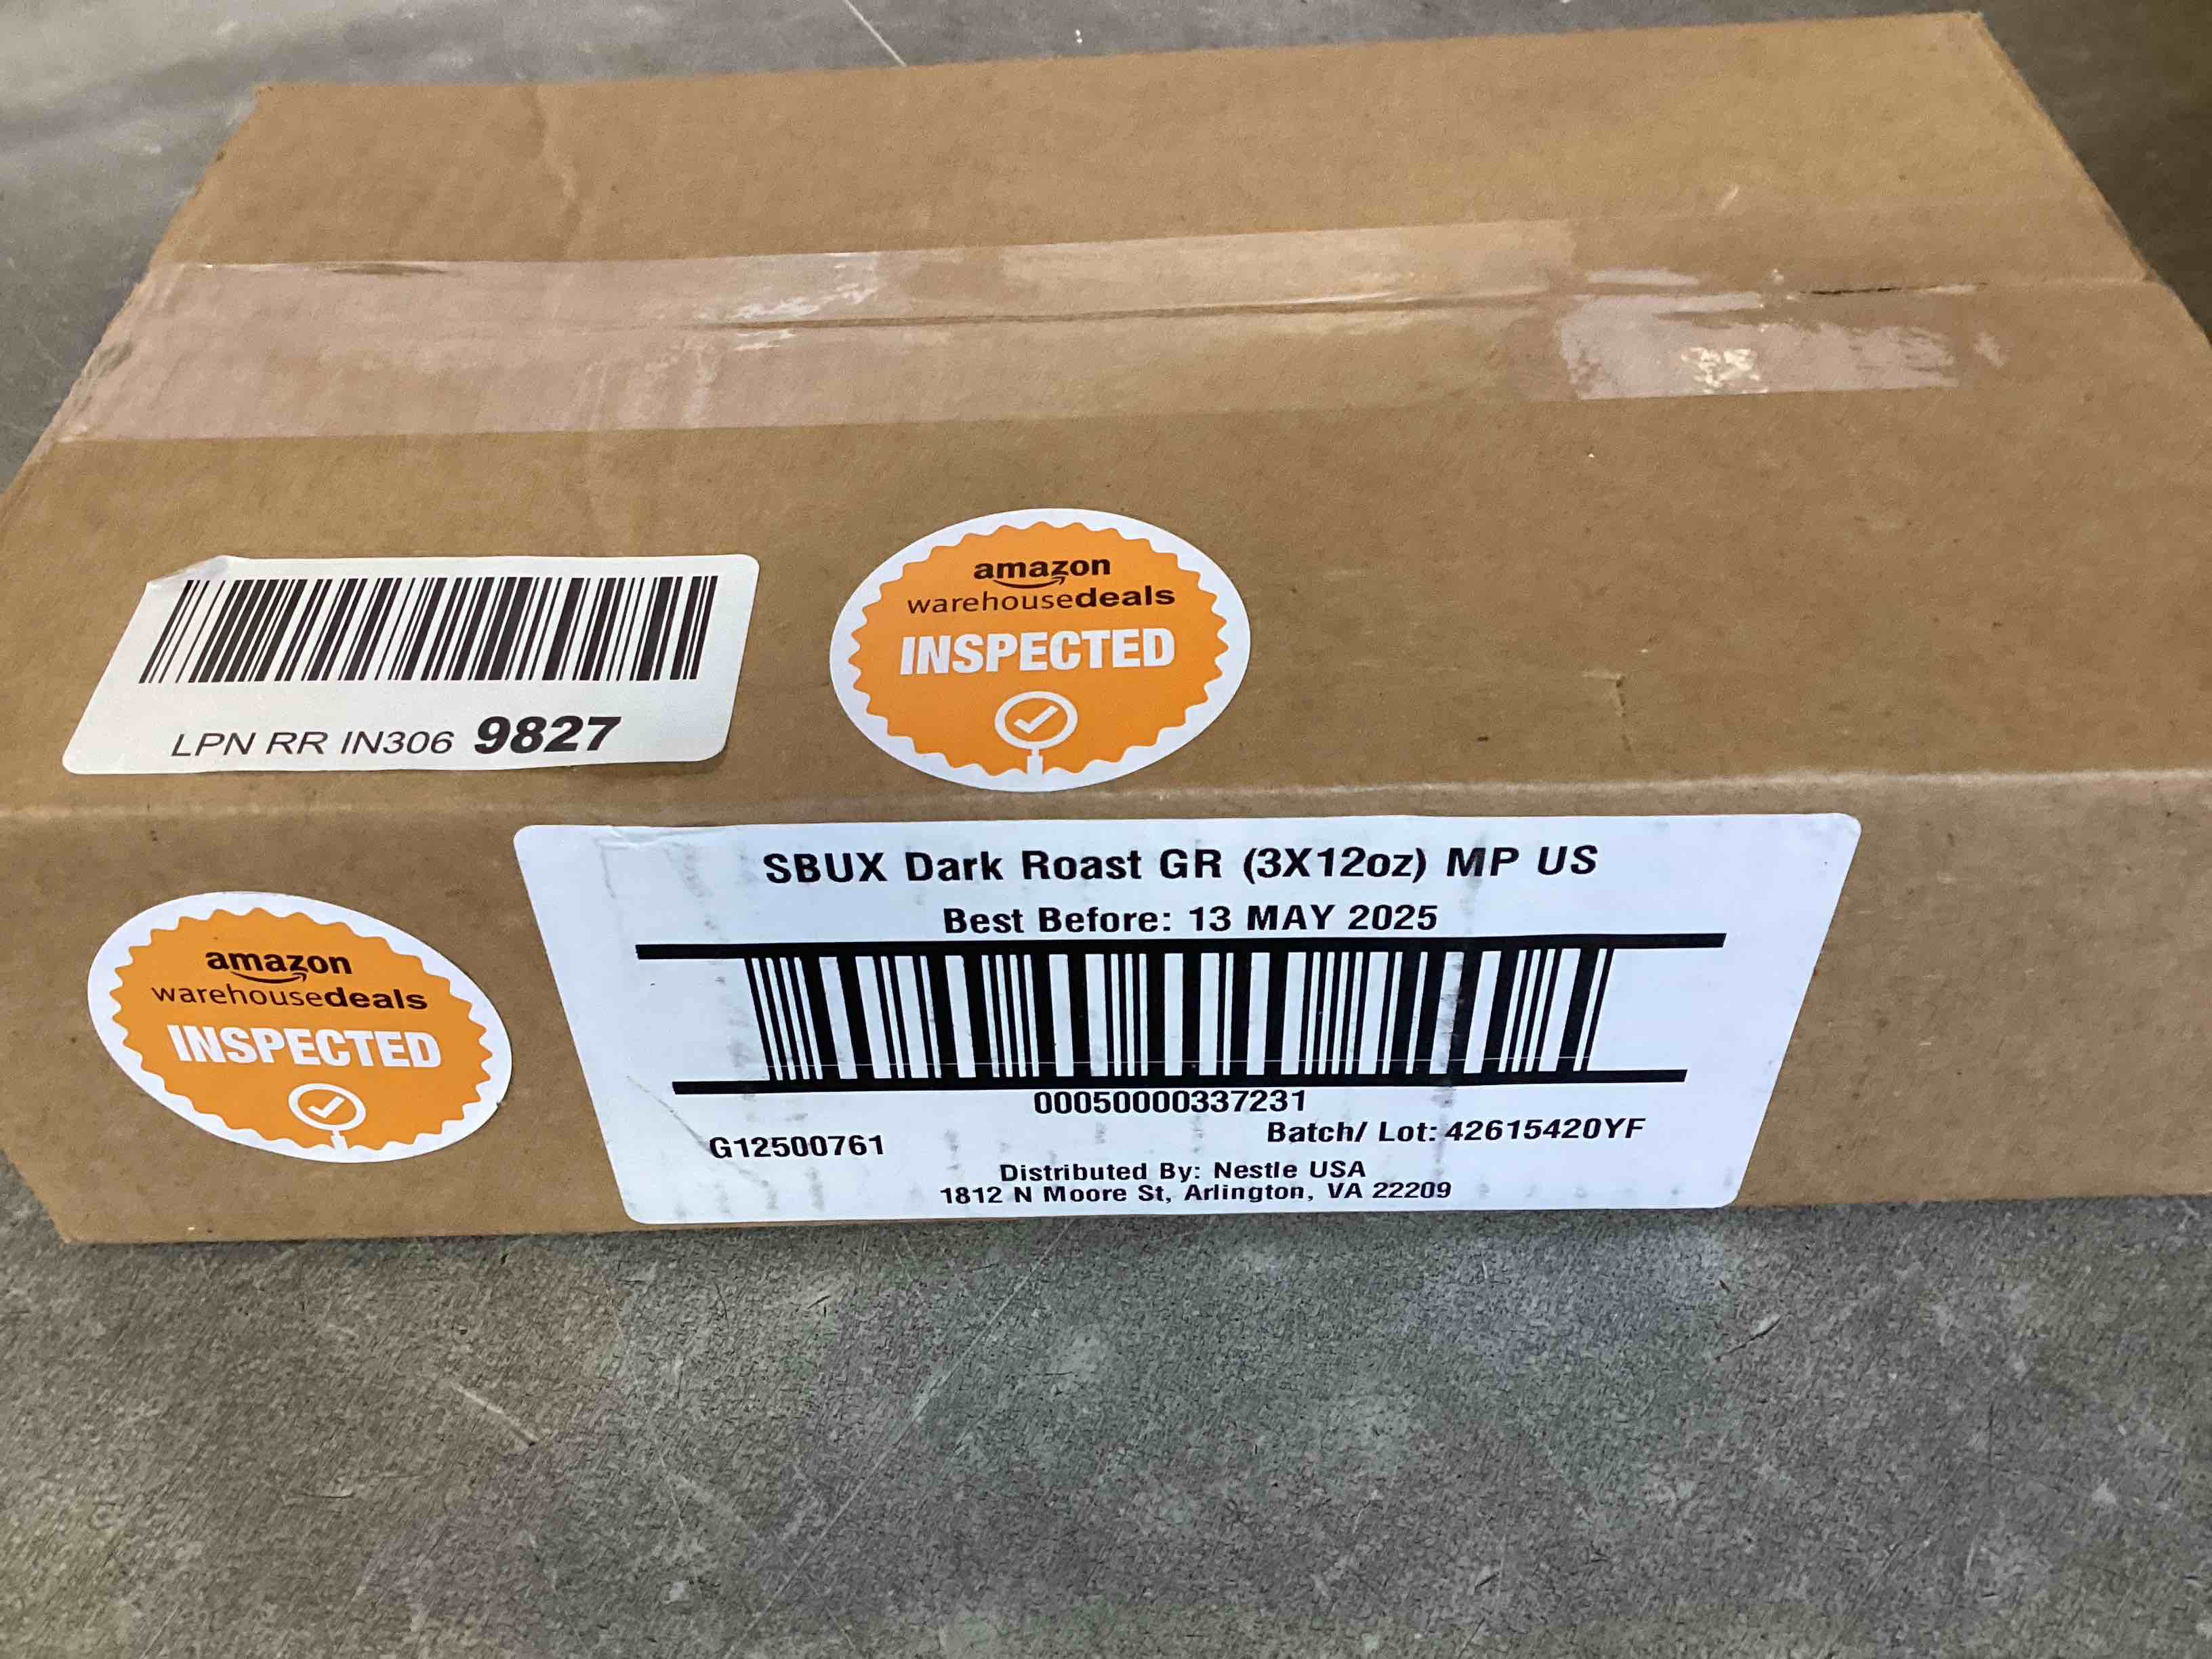 amazon
warehousedeals
INSPECTED
LPN RR IN306 9827
SBUX Dark Roast GR (3X12oz) MP US
Best Before: 13 MAY 2025
00050000337231
Batch/ Lot: 42615420YF
G12500761
Distributed By: Nestle USA
1812 N Moore St, Arlington, VA 22209
amazon
warehousedeals
INSPECTED